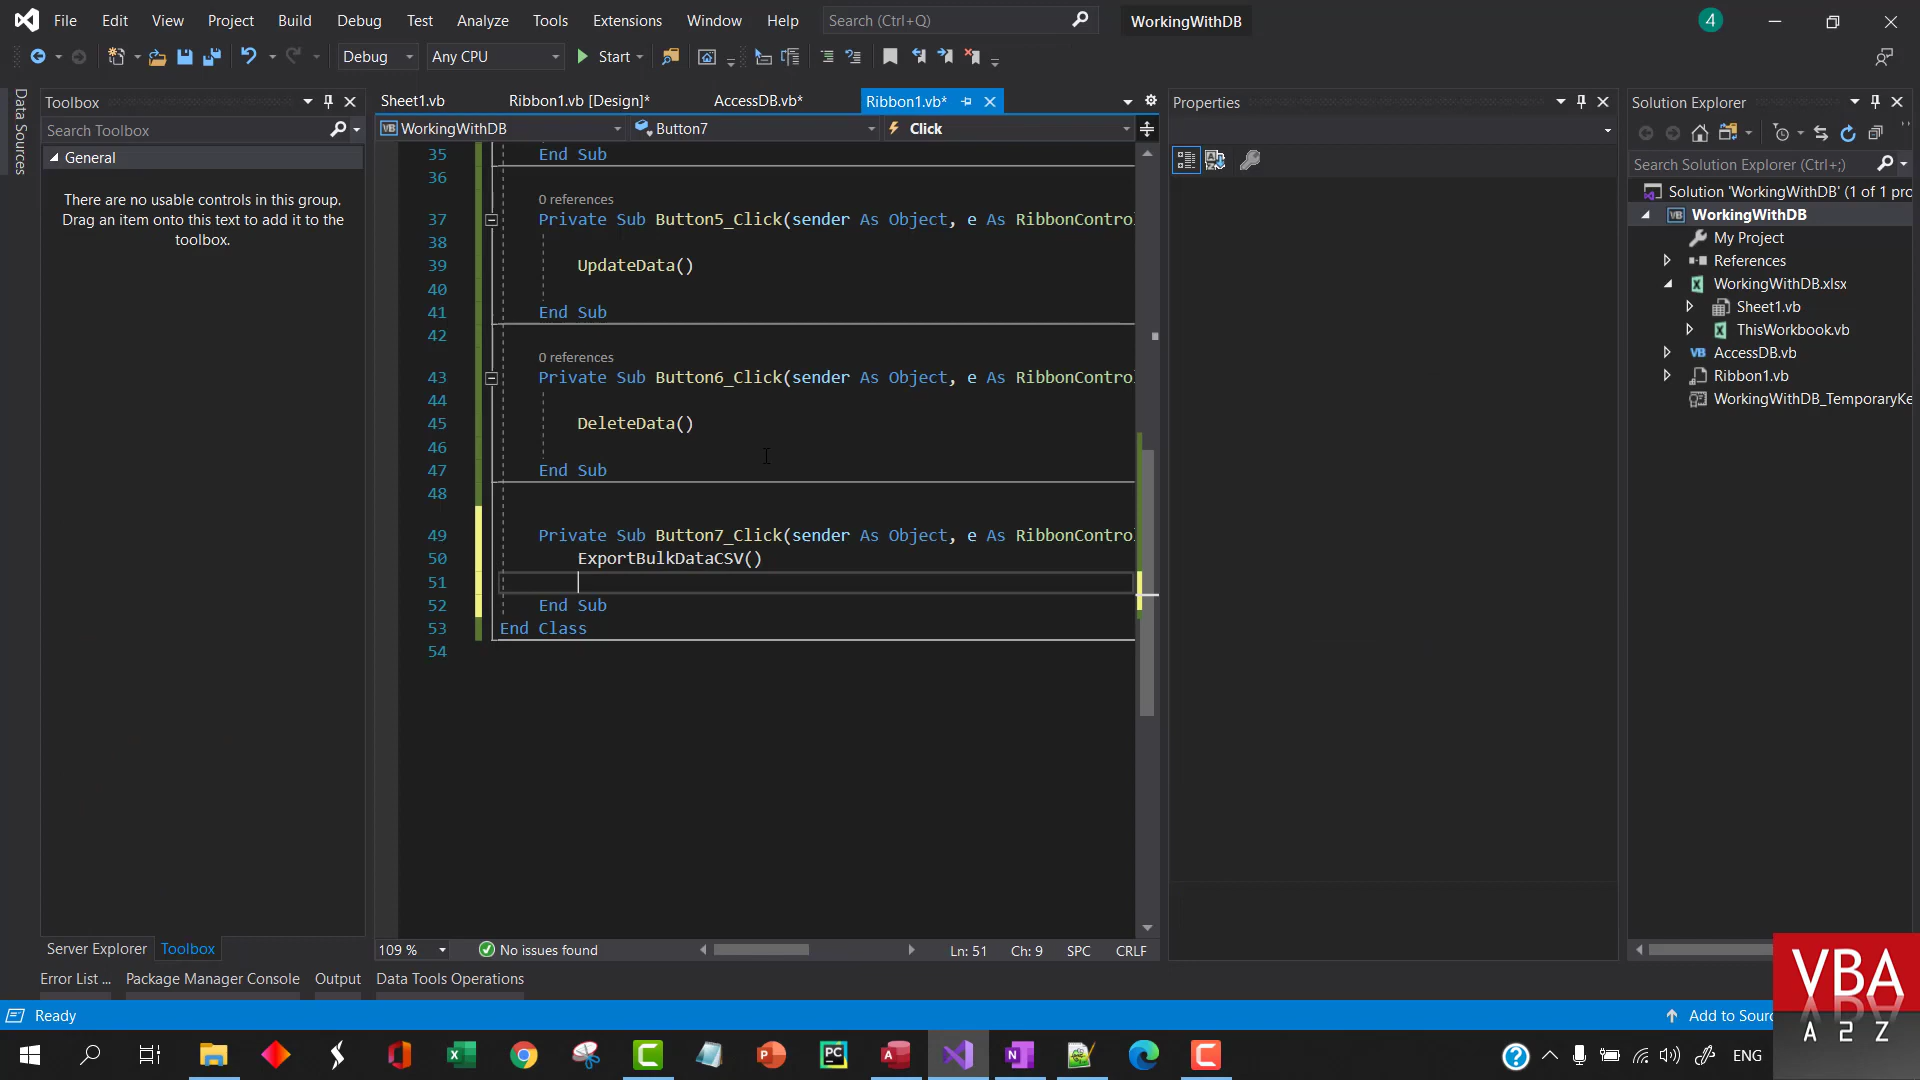 File Edit View Project Build Debug Test Analyze Tools Extensions Window Help Search (Ctrl+Q) WorkingWithDB 4
Debug Any CPU Start
Data Sources
Toolbox
Search Toolbox
General
There are no usable controls in this group.
Drag an item onto this text to add it to the
toolbox.
Server Explorer Toolbox
Sheet1.vb Ribbon1.vb [Design]* AccessDB.vb* Ribbon1.vb*
WorkingWithDB Button7 Click
35 End Sub
36
0 references
37 Private Sub Button5_Click(sender As Object, e As RibbonControl
38
39 UpdateData()
40
41 End Sub
42
0 references
43 Private Sub Button6_Click(sender As Object, e As RibbonContro
44
45 DeleteData()
46
47 End Sub
48
49 Private Sub Button7_Click(sender As Object, e As RibbonContro
50 ExportBulkDataCSV()
51
52 End Sub
53 End Class
54
109 % No issues found Ln: 51 Ch: 9 SPC CRLF
Properties
Solution Explorer
Search Solution Explorer (Ctrl+;)
Solution 'WorkingWithDB' (1 of 1 pro
WorkingWithDB
My Project
References
WorkingWithDB.xlsx
Sheet1.vb
ThisWorkbook.vb
AccessDB.vb
Ribbon1.vb
WorkingWithDB_TemporaryKe
Error List ... Package Manager Console Output Data Tools Operations
Ready Add to Sourc
VBA
A 2 Z
ENG